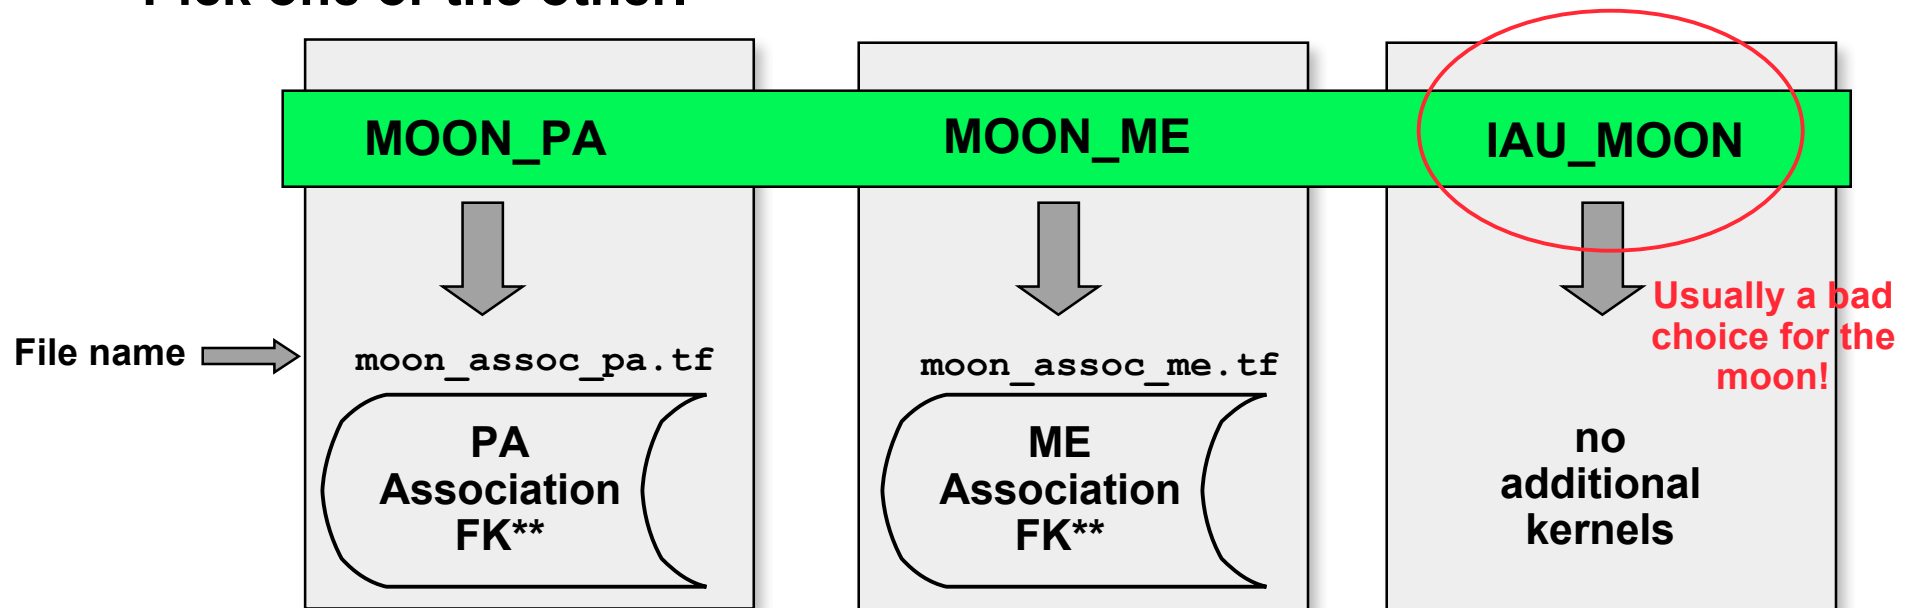 MOON_PA
MOON_ME
IAU_MOON
File name
moon_assoc_pa.tf
moon_assoc_me.tf
Usually a bad
choice for the
moon!
PA
Association
FK**
ME
Association
FK**
no
additional
kernels